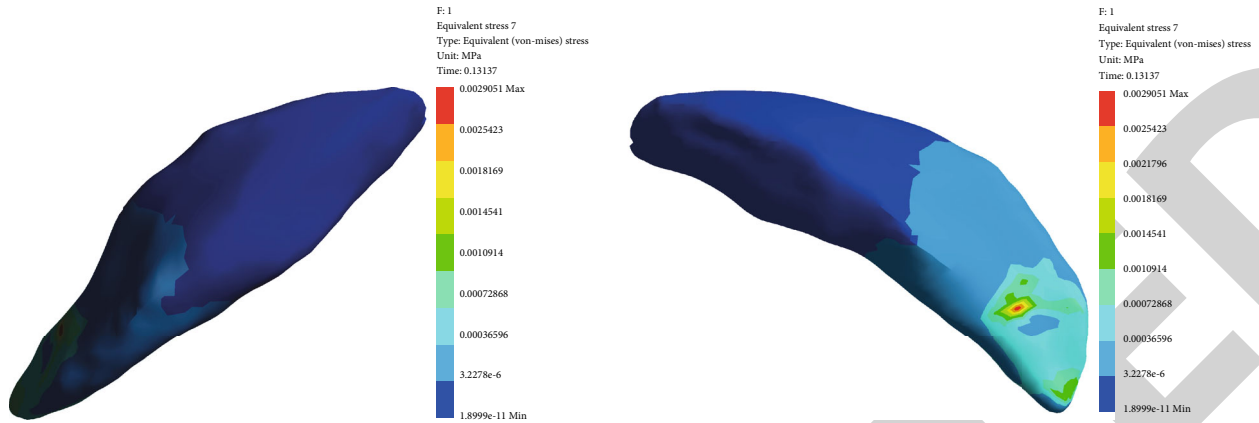 F: 1
Equivalent stress 7
Type: Equivalent (von-mises) stress
Unit: MPa
Time: 0.13137
0.0029051 Max
0.0025423
0.0018169
0.0014541
0.0010914
0.00072868
0.00036596
3.2278e-6
1.8999e-11 Min
F: 1
Equivalent stress 7
Type: Equivalent (von-mises) stress
Unit: MPa
Time: 0.13137
0.0029051 Max
0.0025423
0.0021796
0.0018169
0.0014541
0.0010914
0.00072868
0.00036596
3.2278e-6
1.8999e-11 Min